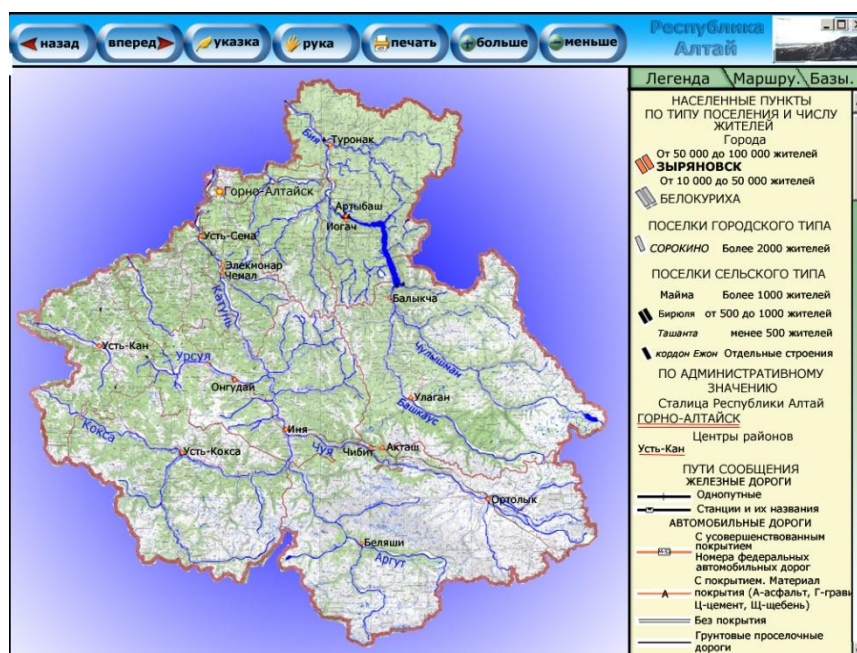 назад
вперед
указка
рука
печать
больше
меньше
Республика
Алтай
Легенда
Маршру.
Базы.
Бия
Туронак
Горно-Алтайск
Артыбаш
Иогач
Усть-Сема
Элекмонар
Чемал
Катунь
Балыкча
Усть-Кан
Урсул
Чулышман
Онгудай
Улаган
Башкаус
Кокса
Иня
Усть-Кокса
Чуя
Чибит
Акташ
Ортолык
Беляши
Аргут
НАСЕЛЕННЫЕ ПУНКТЫ
ПО ТИПУ ПОСЕЛЕНИЯ И ЧИСЛУ
ЖИТЕЛЕЙ
Города
От 50 000 до 100 000 жителей
ЗЫРЯНОВСК
От 10 000 до 50 000 жителей
БЕЛОКУРИХА
ПОСЕЛКИ ГОРОДСКОГО ТИПА
СОРОКИНО Более 2000 жителей
ПОСЕЛКИ СЕЛЬСКОГО ТИПА
Майма Более 1000 жителей
Бирюля от 500 до 1000 жителей
Ташанта менее 500 жителей
кордон Ежон Отдельные строения
ПО АДМИНИСТРАТИВНОМУ
ЗНАЧЕНИЮ
Сталица Республики Алтай
ГОРНО-АЛТАЙСК
Центры районов
Усть-Кан
ПУТИ СООБЩЕНИЯ
ЖЕЛЕЗНЫЕ ДОРОГИ
Однопутные
Станции и их названия
АВТОМОБИЛЬНЫЕ ДОРОГИ
С усовершенствованным
покрытием
Номера федеральных
автомобильных дорог
С покрытием. Материал
А покрытия (А-асфальт, Г-грави
Ц-цемент, Щ-щебень)
Без покрытия
Грунтовые проселочные
дороги